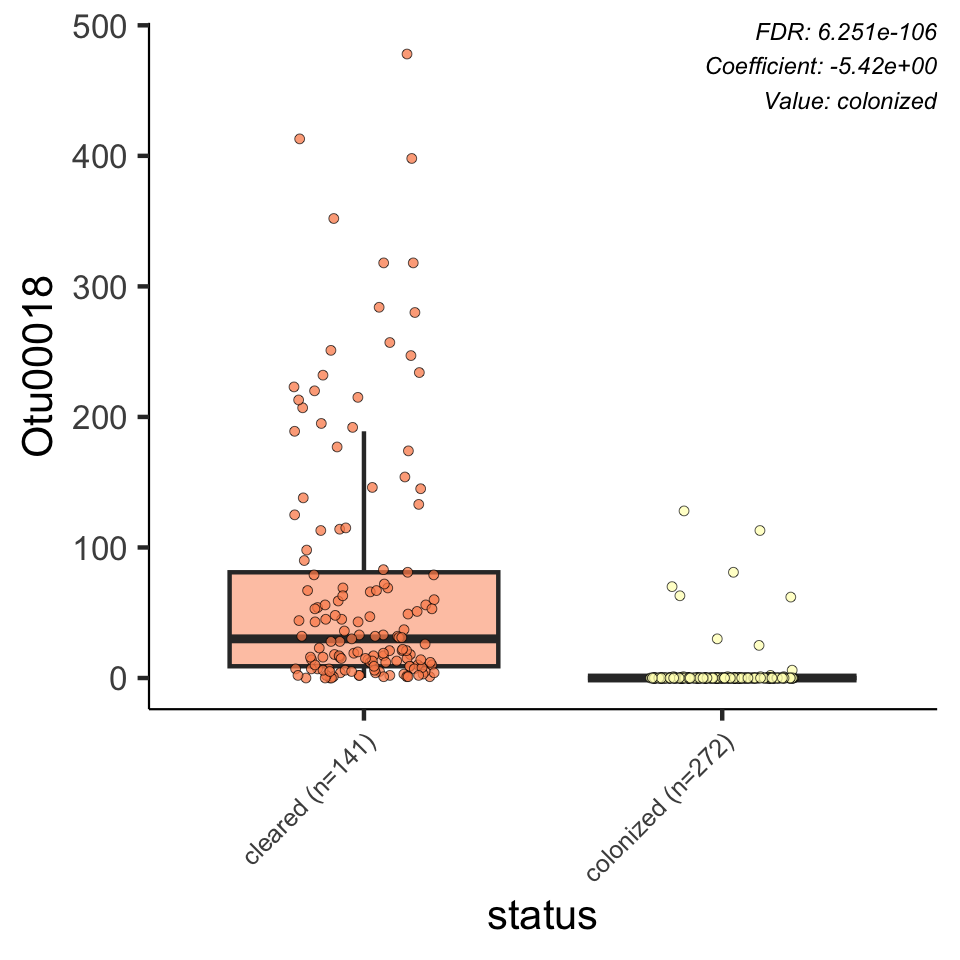 FDR: 6.251e-106
Coefficient: -5.42e+00
Value: colonized
Otu00018
500
400
300
200
100
0
cleared (n=141)
colonized (n=272)
status